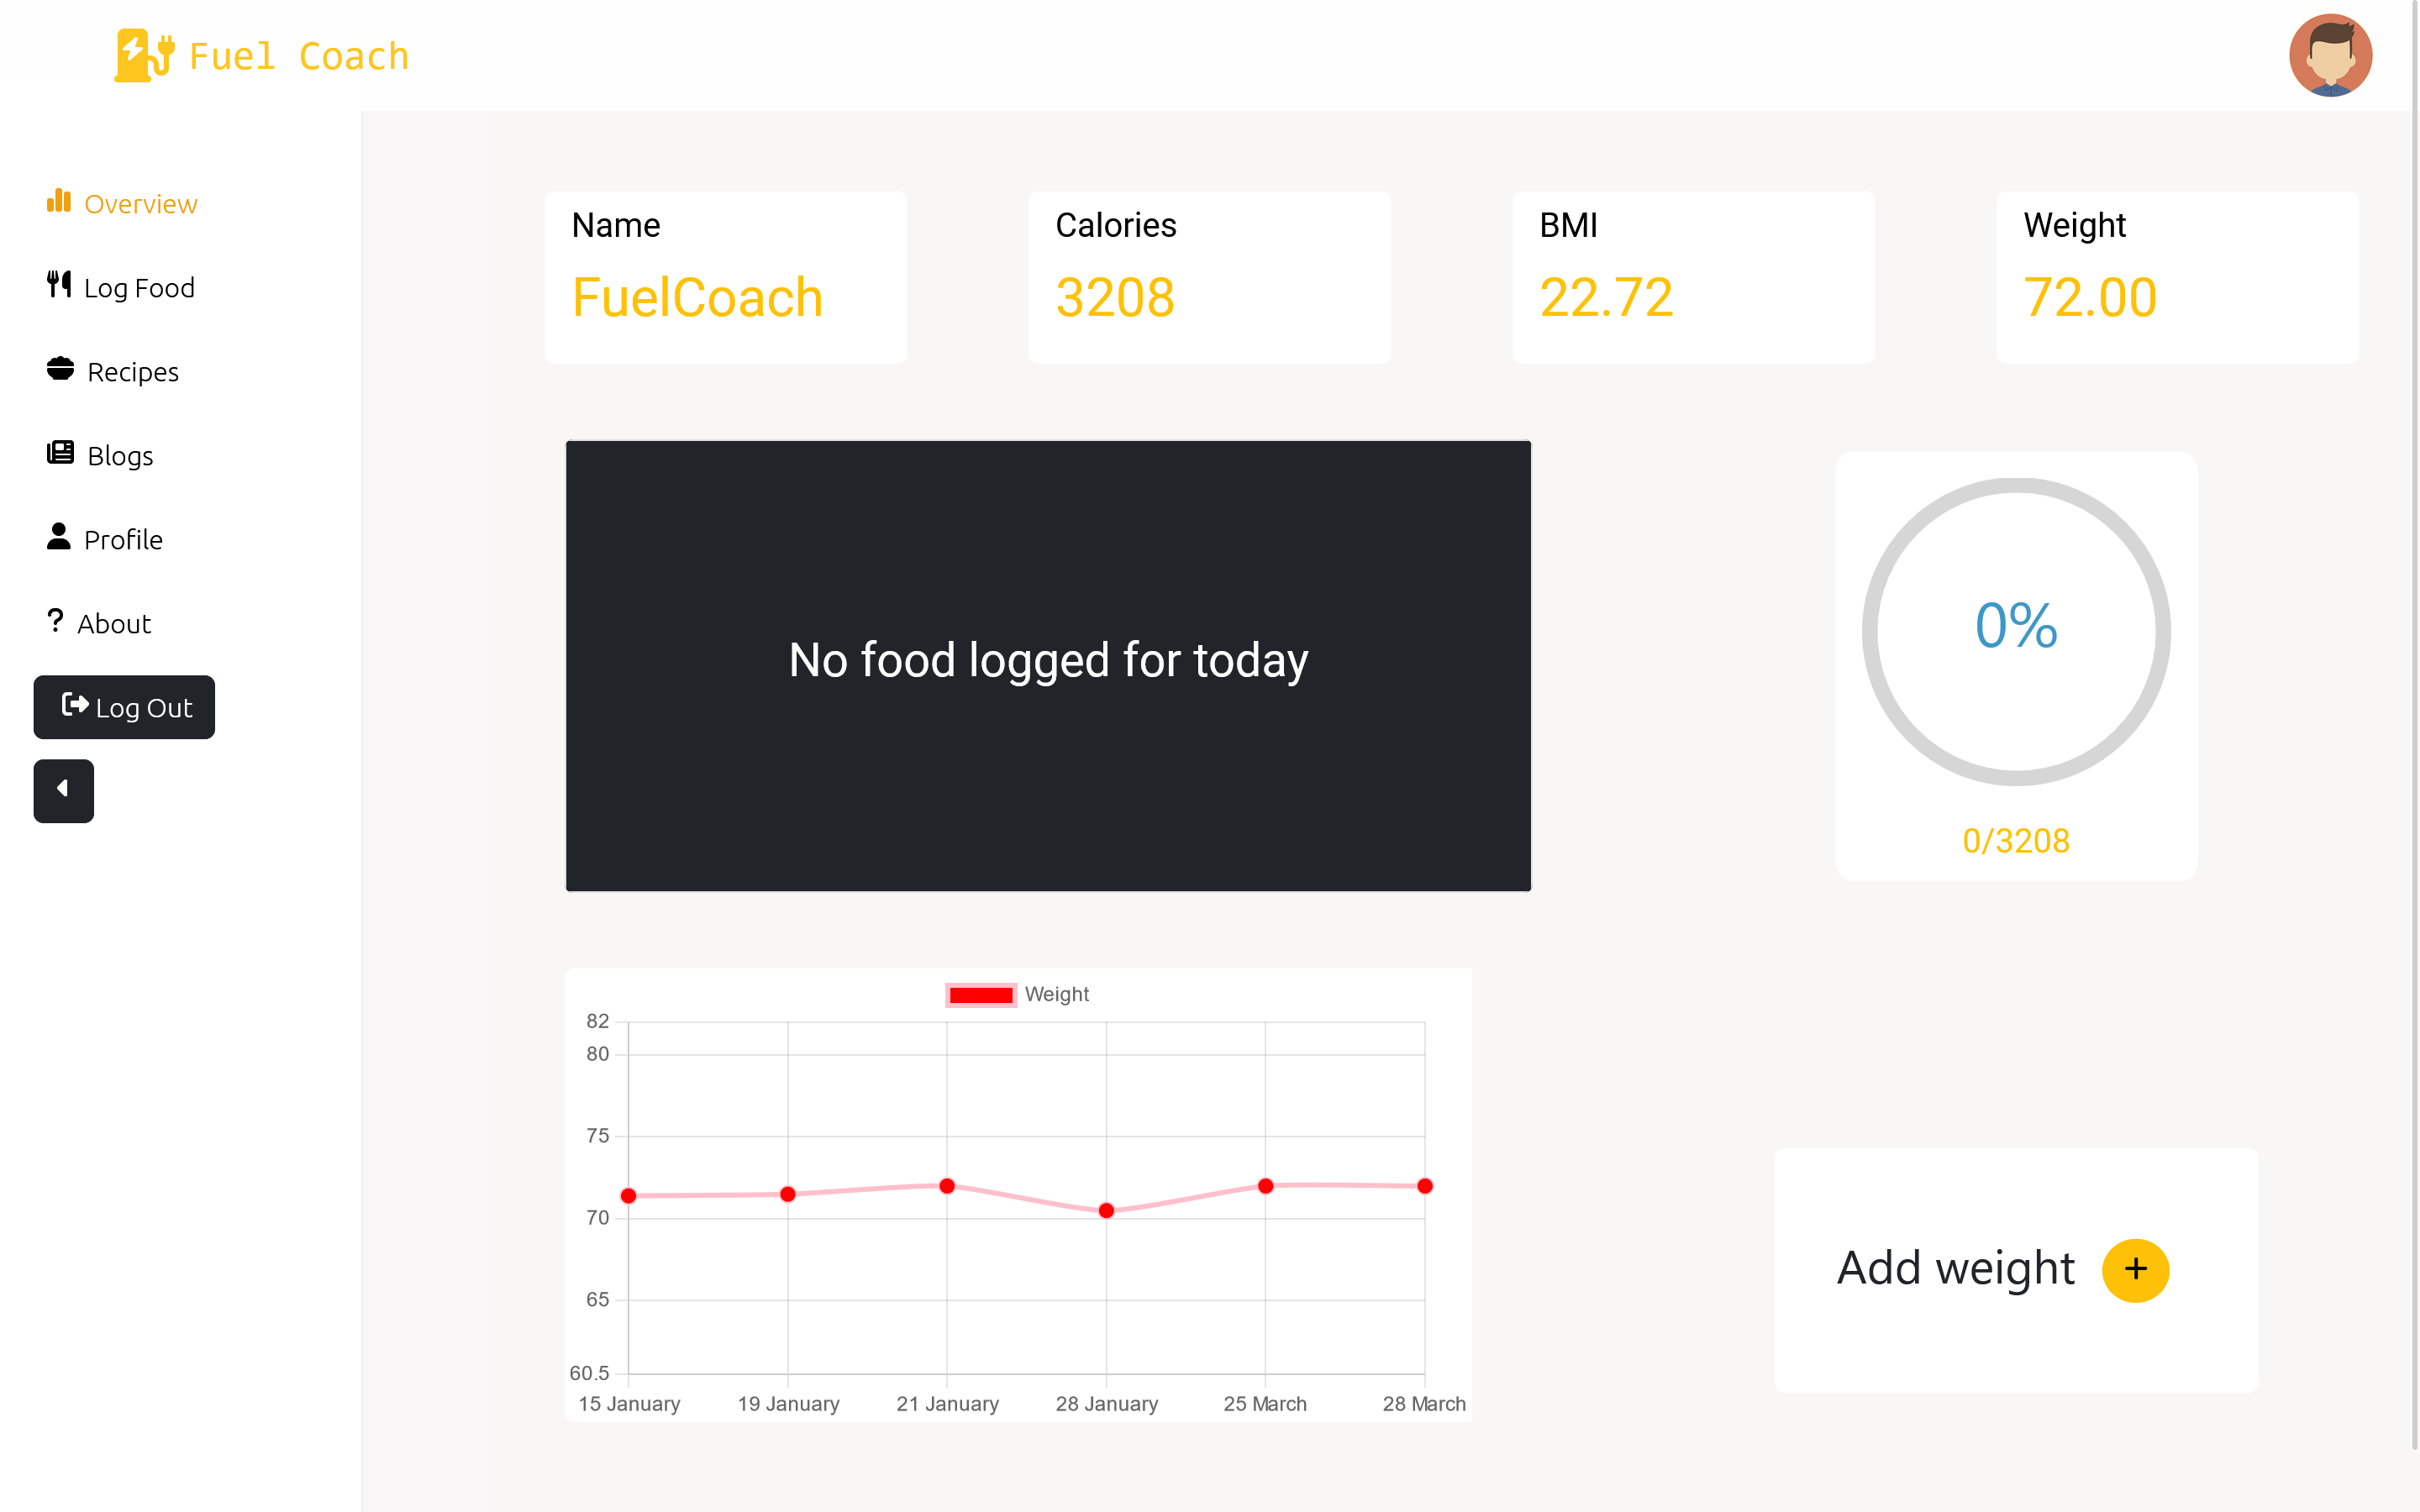 Fuel Coach
Overview
Log Food
Recipes
Blogs
Profile
? About
Log Out
Name
FuelCoach
Calories
3208
BMI
22.72
Weight
72.00
No food logged for today
0%
0/3208
Weight
82
80
75
70
65
60.5
15 January 19 January 21 January 28 January 25 March 28 March
Add weight +